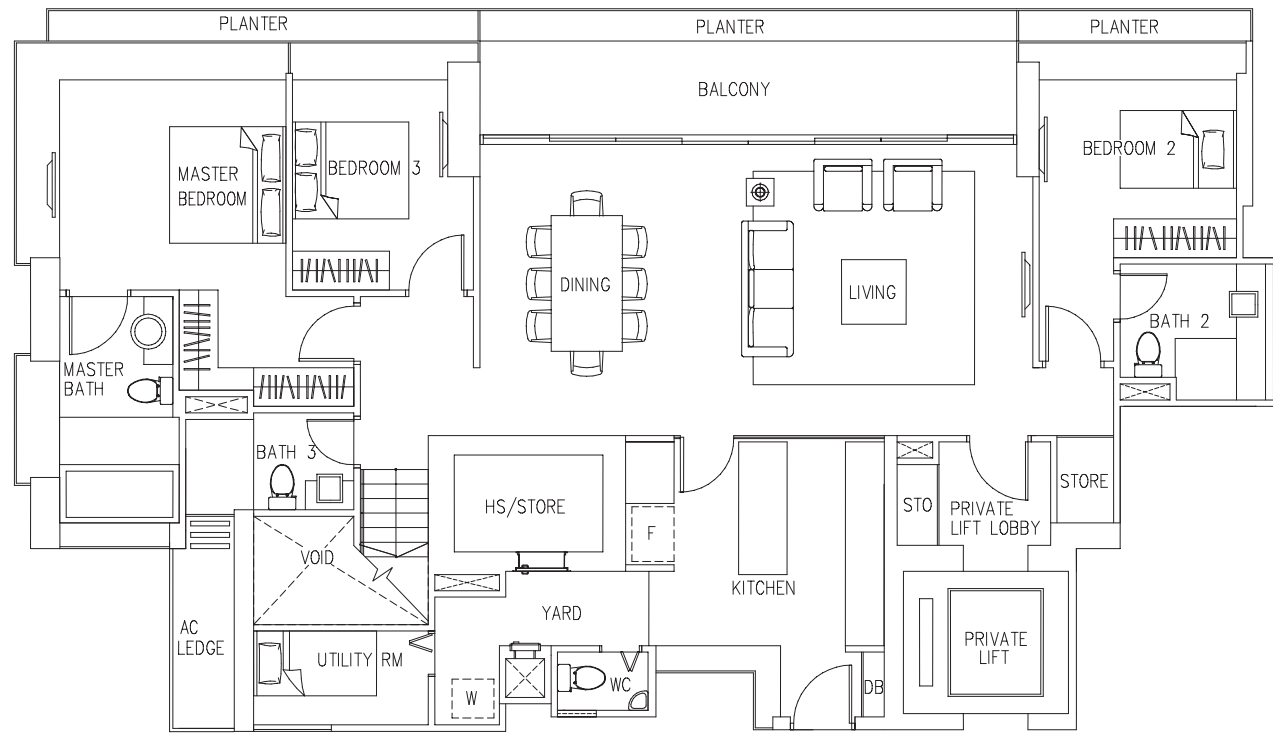 PLANTER
PLANTER
PLANTER
BALCONY
MASTER
BEDROOM
BEDROOM 3
BEDROOM 2
DINING
LIVING
BATH 2
MASTER
BATH
BATH 3
HS/STORE
F
STO
PRIVATE
LIFT LOBBY
STORE
VOID
KITCHEN
YARD
AC
LEDGE
UTILITY RM
W
WC
DB
PRIVATE
LIFT